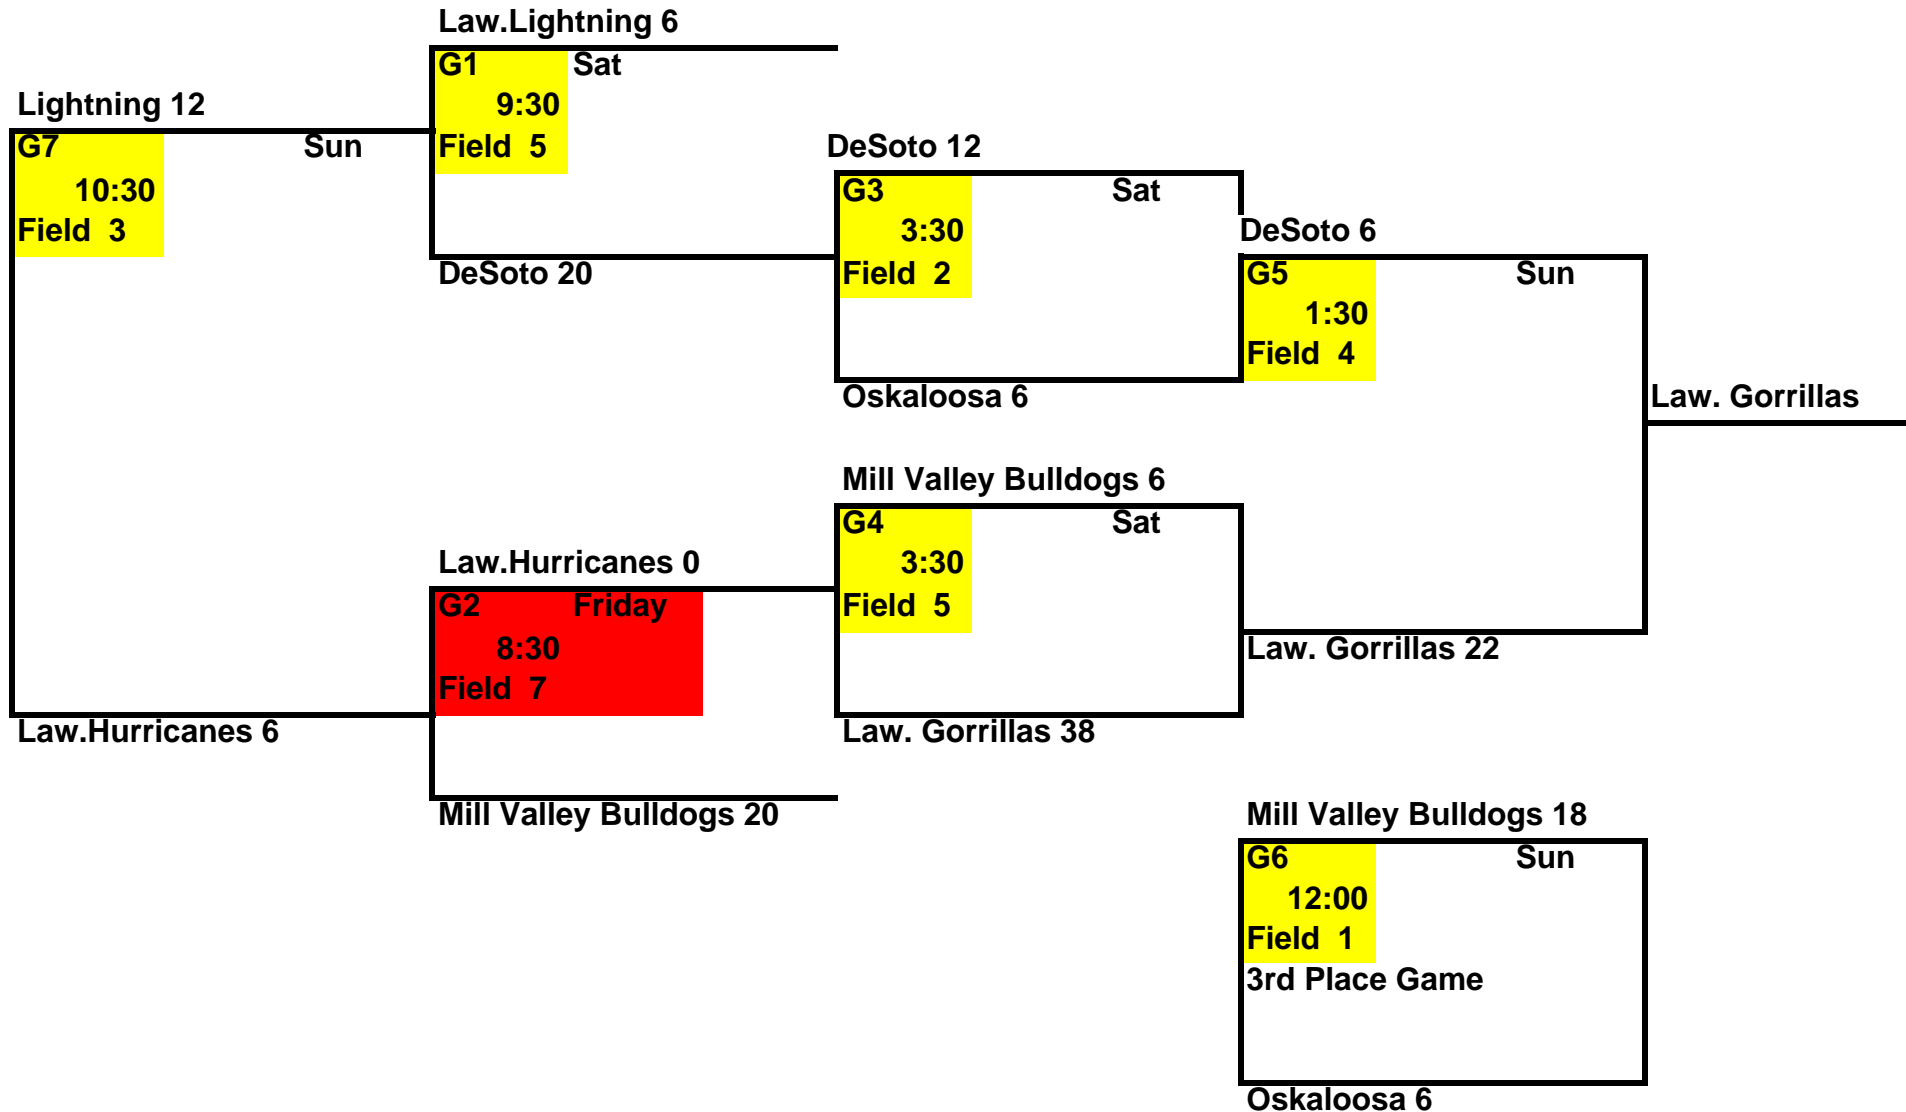 Law.Lightning 6
G1 Sat
9:30
Field 5
DeSoto 20
Lightning 12
G7 Sun
10:30
Field 3
Law.Hurricanes 6
Law.Hurricanes 0
G2 Friday
8:30
Field 7
Mill Valley Bulldogs 20
DeSoto 12
G3 Sat
3:30
Field 2
Oskaloosa 6
Mill Valley Bulldogs 6
G4 Sat
3:30
Field 5
Law. Gorrillas 38
DeSoto 6
G5 Sun
1:30
Field 4
Law. Gorrillas 22
Law. Gorrillas
Mill Valley Bulldogs 18
G6 Sun
12:00
Field 1
3rd Place Game
Oskaloosa 6